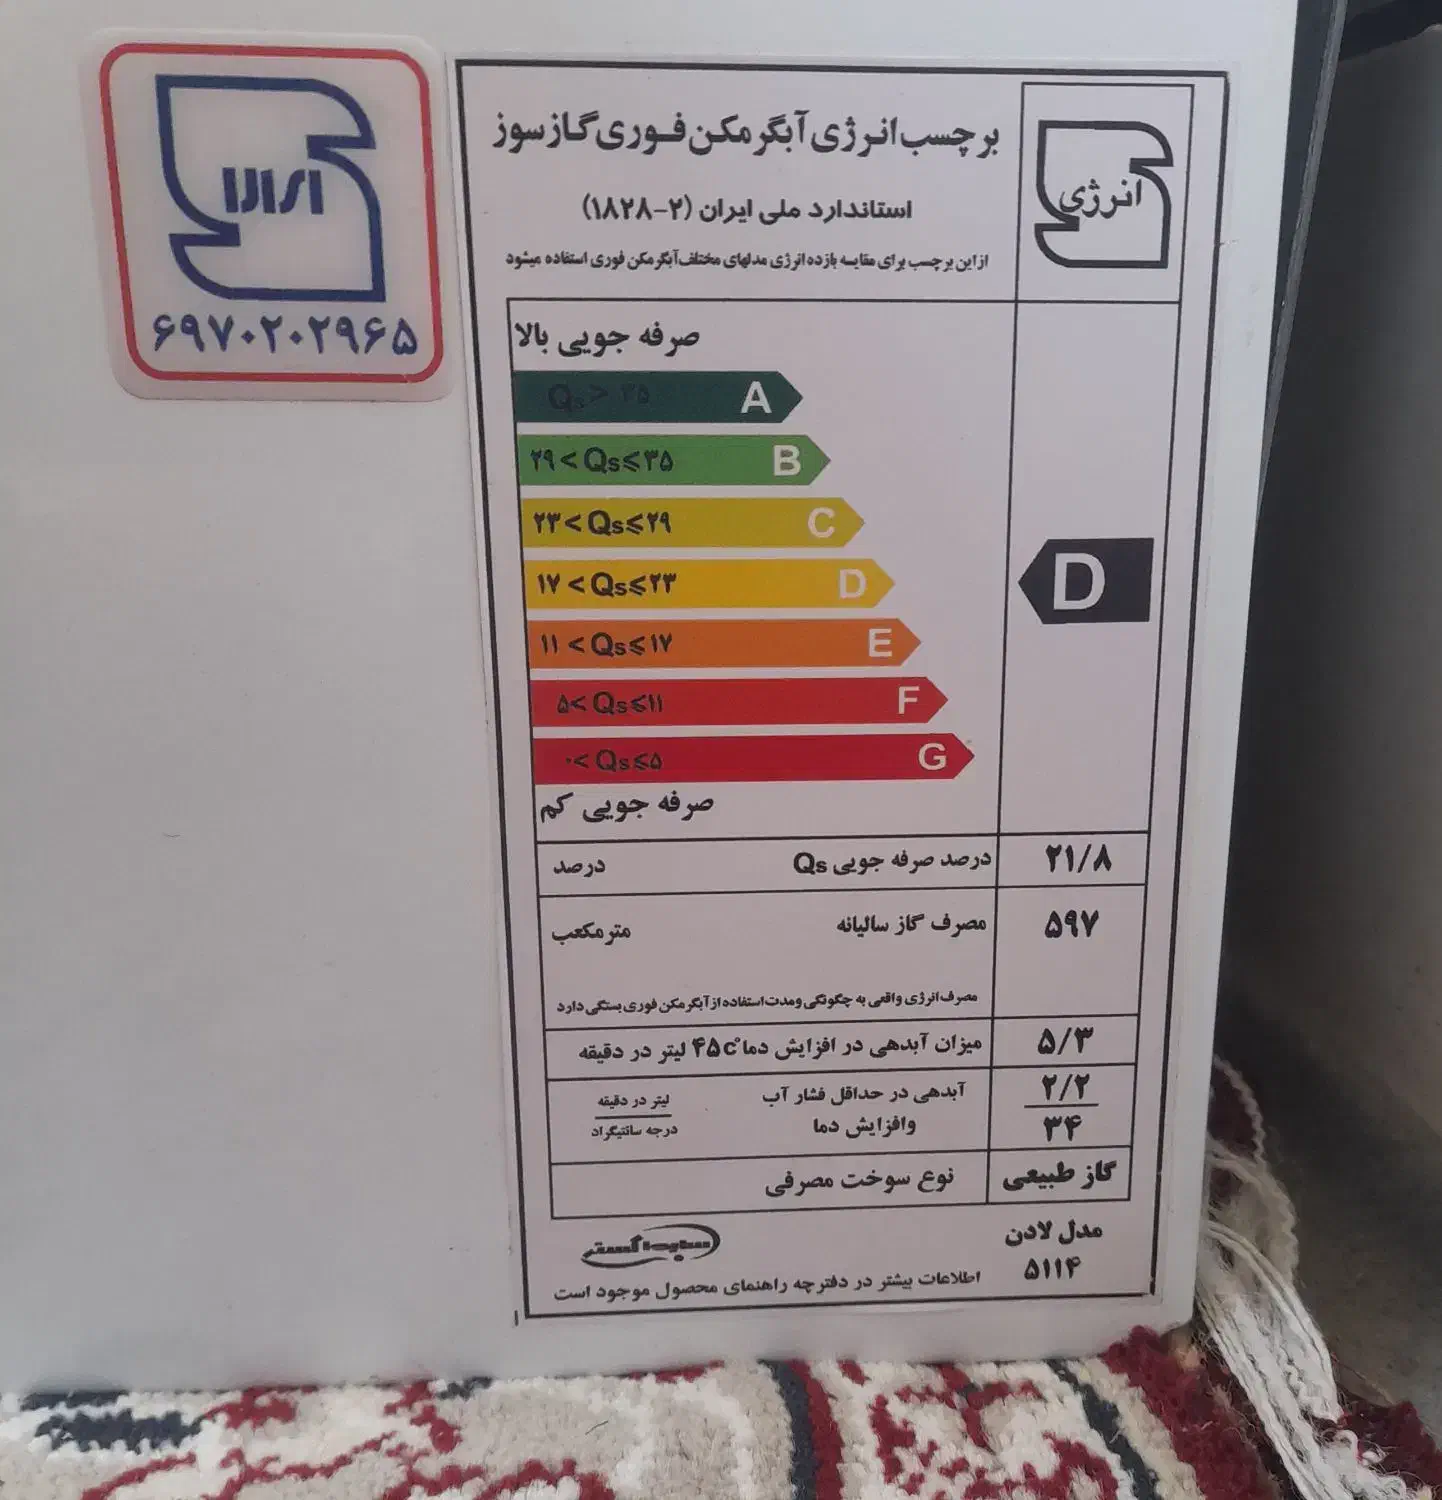 ۶۹۷۰۲۰۲۹۶۵
برچسب انرژی آبگرمکن فوری گازسوز
استاندارد ملی ایران (۲-۱۸۲۸)
از این برچسب برای مقایسه بازده انرژی مدلهای مختلف آبگرمکن فوری استفاده میشود
انرژی
صرفه جویی بالا
Qs > ۳۵ A
۲۹ < Qs ⩽ ۳۵ B
۲۳ < Qs ⩽ ۲۹ C
۱۷ < Qs ⩽ ۲۳ D
D
۱۱ < Qs ⩽ ۱۷ E
۵ < Qs ⩽ ۱۱ F
۰ < Qs ⩽ ۵ G
صرفه جویی کم
درصد صرفه جویی Qs درصد ۲۱/۸
مصرف گاز سالیانه مترمکعب ۵۹۷
مصرف انرژی واقعی به چگونگی و مدت استفاده از آبگرمکن فوری بستگی دارد
میزان آبدهی در افزایش دما ۴۵c° لیتر در دقیقه ۵/۳
آبدهی در حداقل فشار آب لیتر در دقیقه ۲/۲
وافزایش دما درجه سانتیگراد ۳۴
نوع سوخت مصرفی گاز طبیعی
مدل لادن
۵۱۱۴
اطلاعات بیشتر در دفترچه راهنمای محصول موجود است